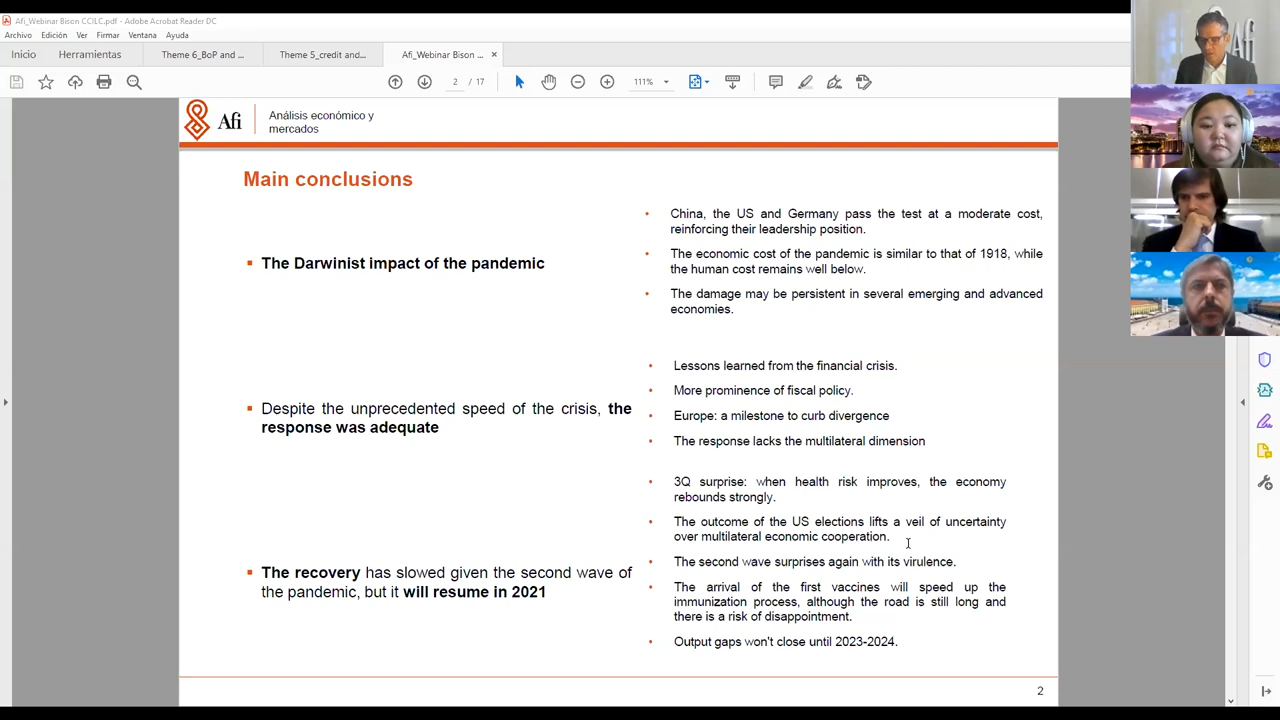 Afi_Webinar Bison CCILC.pdf - Adobe Acrobat Reader DC
Archivo Edición Ver Firmar Ventana Ayuda
Inicio Herramientas Theme 6_BoP and ... Theme 5_credit and... Afi_Webinar Bison ... ×
2 / 17 111%
Afi
Análisis económico y
mercados
Main conclusions
The Darwinist impact of the pandemic
• China, the US and Germany pass the test at a moderate cost,
reinforcing their leadership position.
• The economic cost of the pandemic is similar to that of 1918, while
the human cost remains well below.
• The damage may be persistent in several emerging and advanced
economies.
Despite the unprecedented speed of the crisis, the
response was adequate
• Lessons learned from the financial crisis.
• More prominence of fiscal policy.
• Europe: a milestone to curb divergence
• The response lacks the multilateral dimension
The recovery has slowed given the second wave of
the pandemic, but it will resume in 2021
• 3Q surprise: when health risk improves, the economy
rebounds strongly.
• The outcome of the US elections lifts a veil of uncertainty
over multilateral economic cooperation.
• The second wave surprises again with its virulence.
• The arrival of the first vaccines will speed up the
immunization process, although the road is still long and
there is a risk of disappointment.
• Output gaps won't close until 2023-2024.
2
Afi